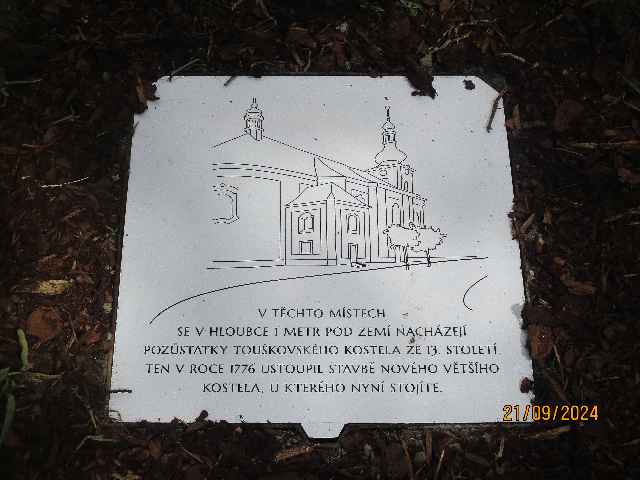 V TĚCHTO MÍSTECH
SE V HLOUBCE 1 METR POD ZEMÍ NACHÁZEJÍ
POZŮSTATKY TOUŠKOVSKÉHO KOSTELA ZE 13. STOLETÍ.
TEN V ROCE 1776 USTOUPIL STAVBĚ NOVÉHO VĚTŠÍHO
KOSTELA, U KTERÉHO NYNÍ STOJÍTE.
21/09/2024